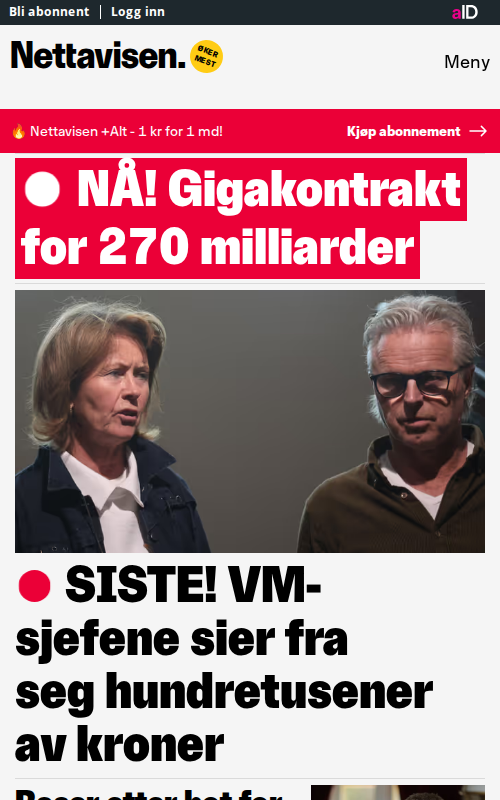 Bli abonnent Logg inn aID
Nettavisen. ØKER MEST
Meny
Nettavisen +Alt - 1 kr for 1 md! Kjøp abonnement
NÅ! Gigakontrakt
for 270 milliarder
SISTE! VM-
sjefene sier fra
seg hundretusener
av kroner